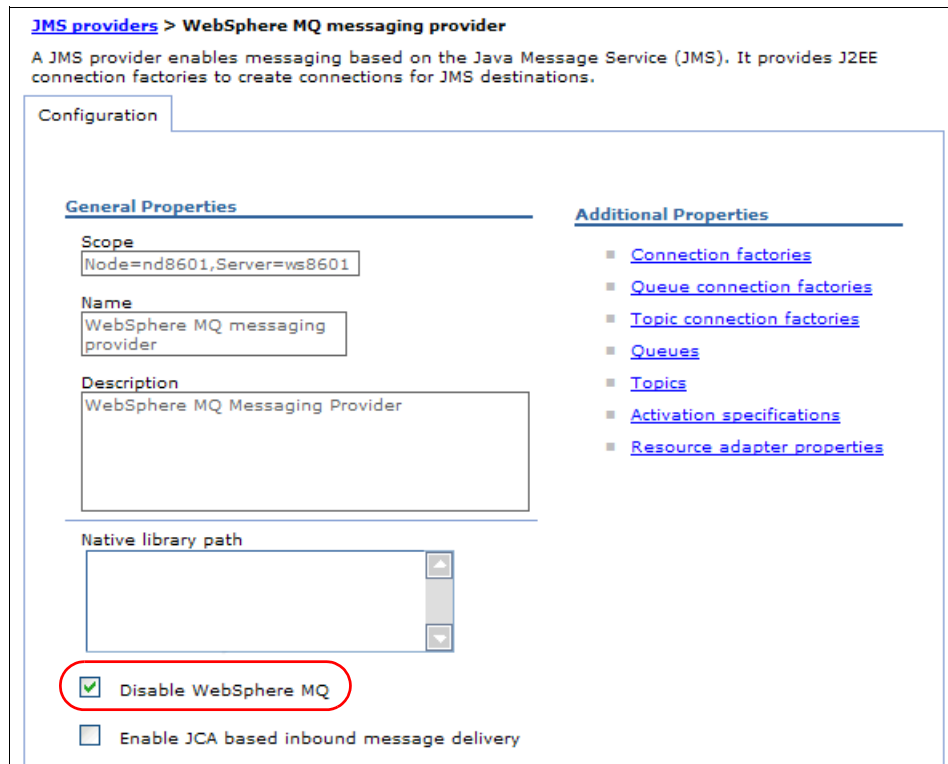 JMS providers > WebSphere MQ messaging provider
A JMS provider enables messaging based on the Java Message Service (JMS). It provides J2EE
connection factories to create connections for JMS destinations.
Configuration
General Properties
Scope
Node=nd8601,Server=ws8601
Name
WebSphere MQ messaging
provider
Description
WebSphere MQ Messaging Provider
Native library path
Disable WebSphere MQ
Enable JCA based inbound message delivery
Additional Properties
Connection factories
Queue connection factories
Topic connection factories
Queues
Topics
Activation specifications
Resource adapter properties